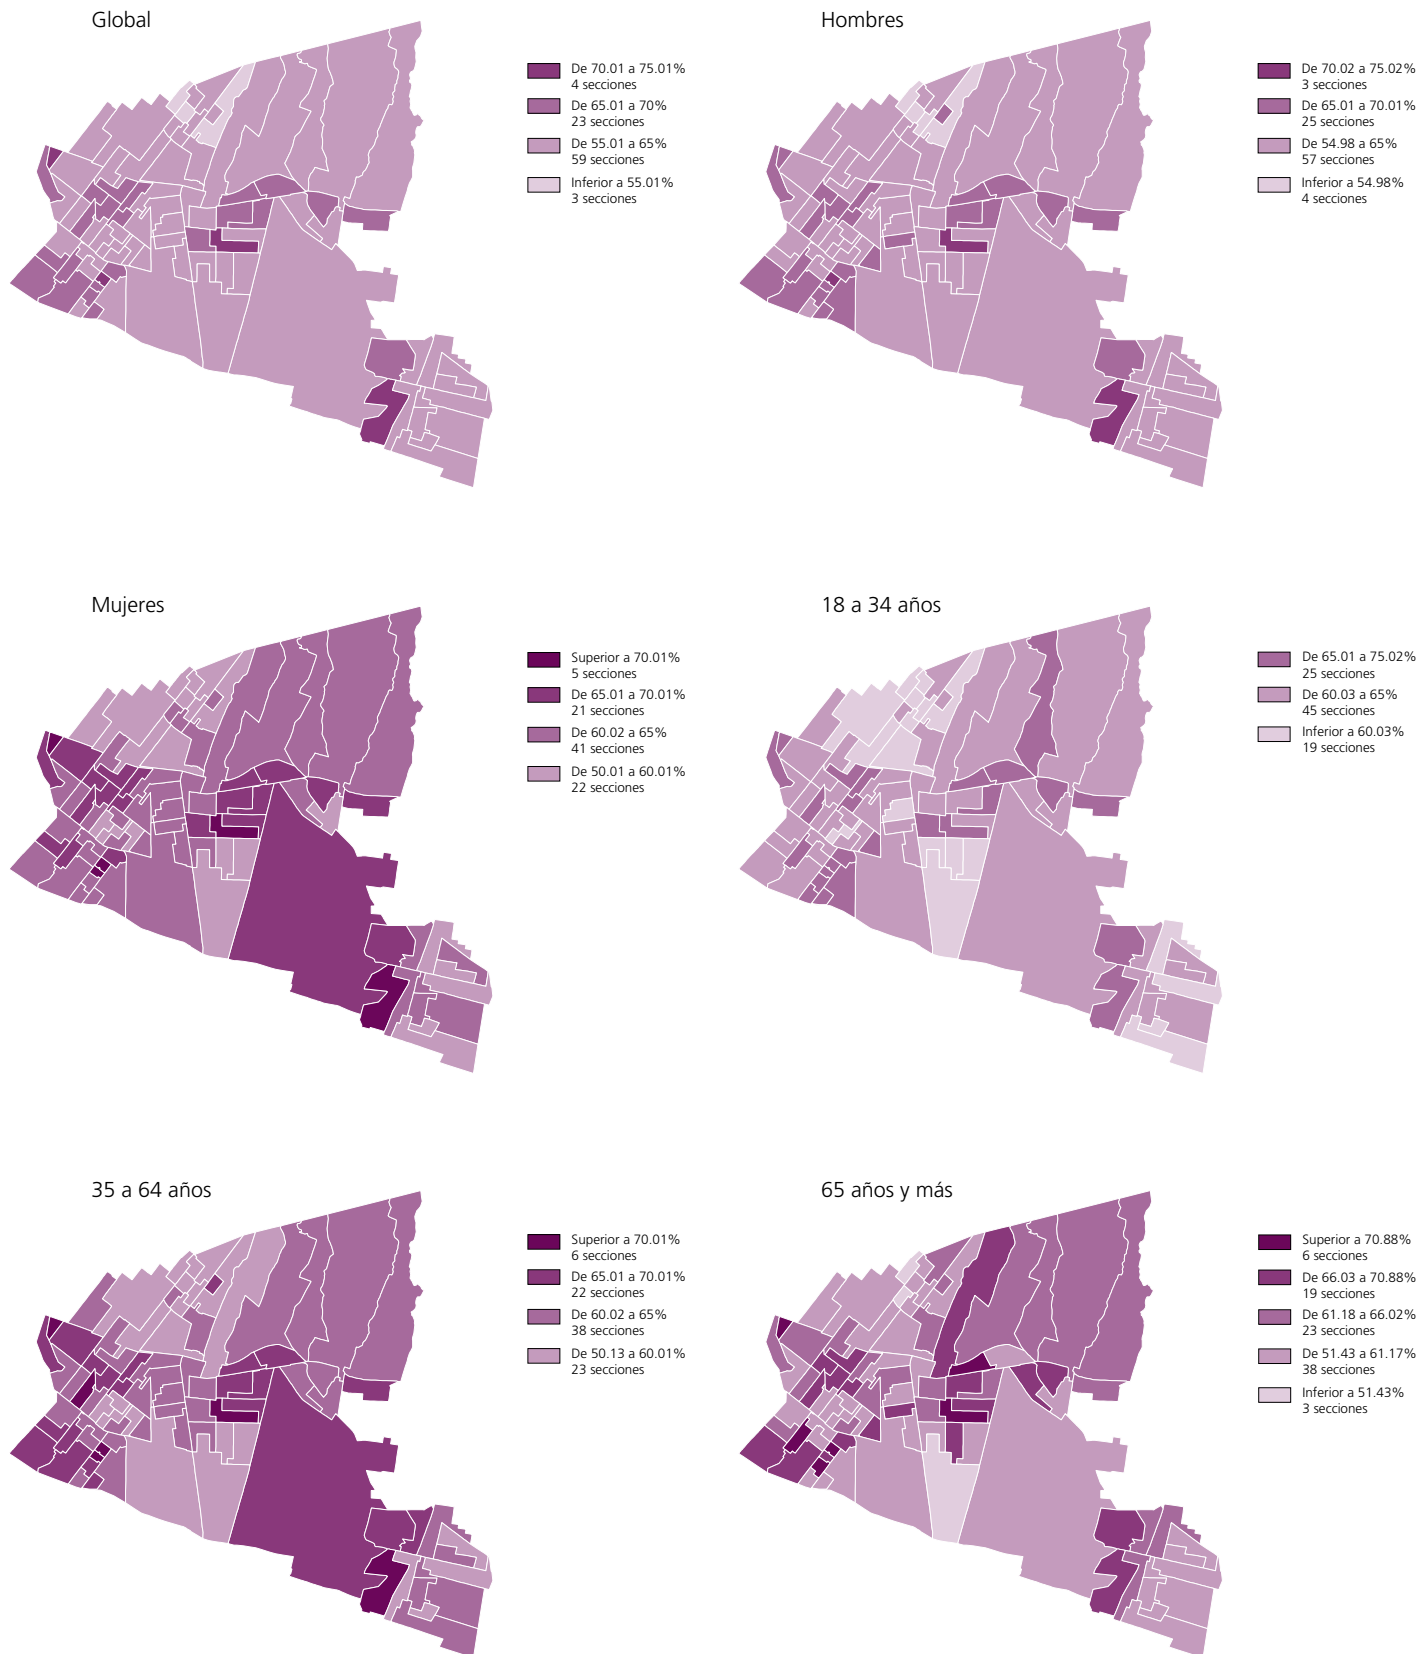 Global
De 70.01 a 75.01%
4 secciones
De 65.01 a 70%
23 secciones
De 55.01 a 65%
59 secciones
Inferior a 55.01%
3 secciones
Hombres
De 70.02 a 75.02%
3 secciones
De 65.01 a 70.01%
25 secciones
De 54.98 a 65%
57 secciones
Inferior a 54.98%
4 secciones
Mujeres
Superior a 70.01%
5 secciones
De 65.01 a 70.01%
21 secciones
De 60.02 a 65%
41 secciones
De 50.01 a 60.01%
22 secciones
18 a 34 años
De 65.01 a 75.02%
25 secciones
De 60.03 a 65%
45 secciones
Inferior a 60.03%
19 secciones
35 a 64 años
Superior a 70.01%
6 secciones
De 65.01 a 70.01%
22 secciones
De 60.02 a 65%
38 secciones
De 50.13 a 60.01%
23 secciones
65 años y más
Superior a 70.88%
6 secciones
De 66.03 a 70.88%
19 secciones
De 61.18 a 66.02%
23 secciones
De 51.43 a 61.17%
38 secciones
Inferior a 51.43%
3 secciones